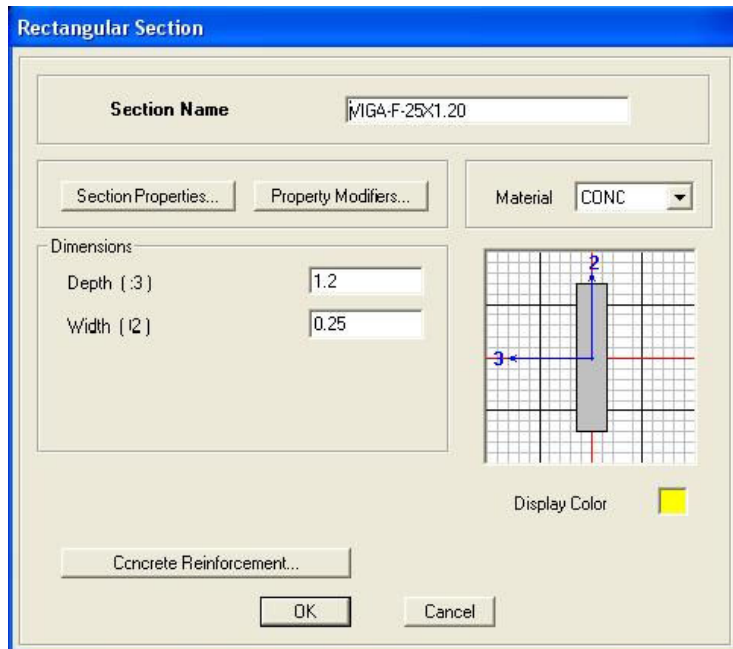 Rectangular Section
Section Name VIGA-F-25X1.20
Section Properties... Property Modifiers... Material CONC
Dimensions
Depth ( :3 ) 1.2
Width ( t2 ) 0.25
2
3
Display Color
Concrete Reinforcement...
OK Cancel